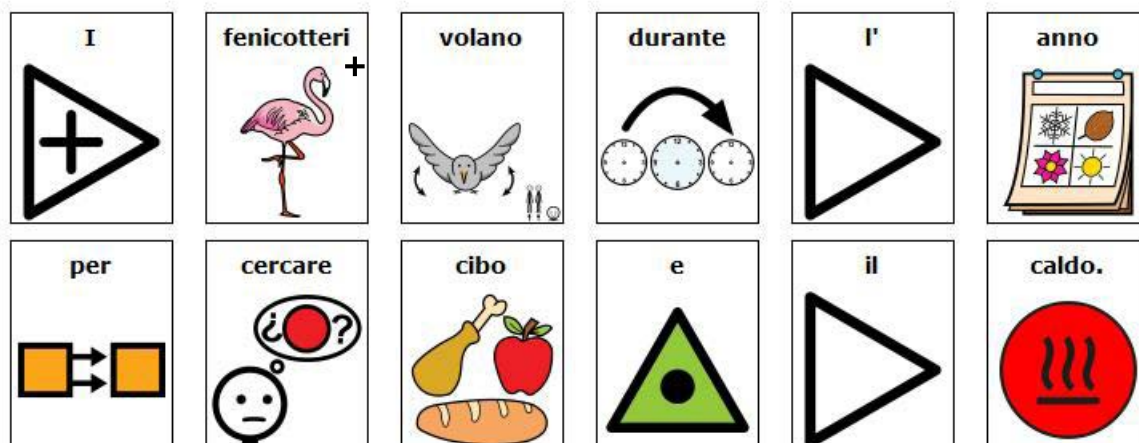 I fenicotteri volano durante l' anno
per cercare cibo e il caldo.